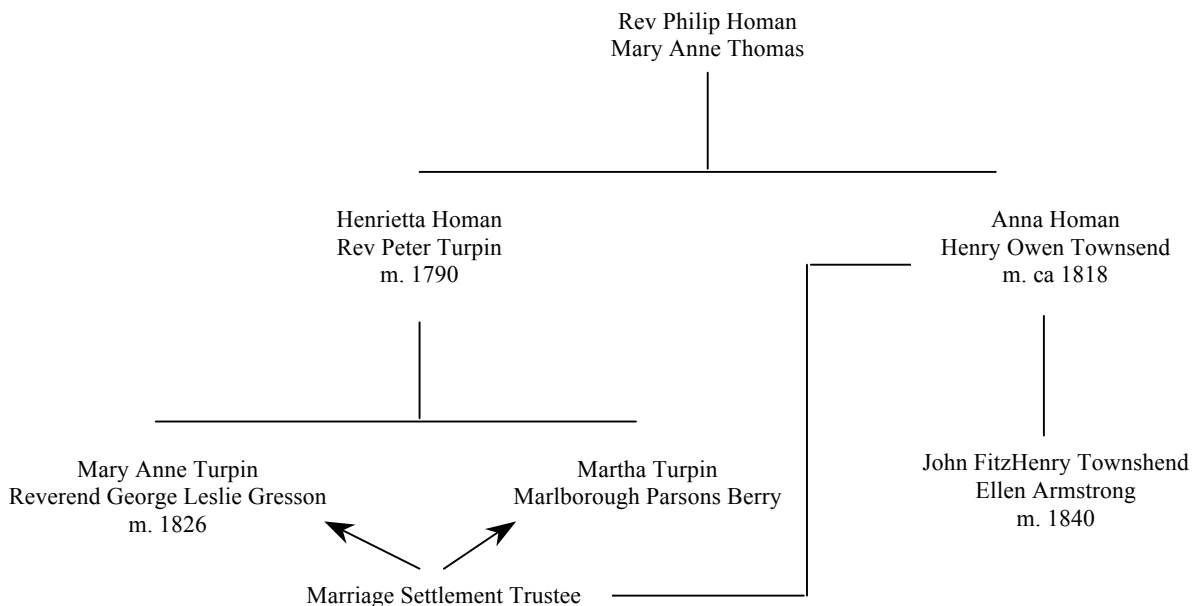 Rev Philip Homan
Mary Anne Thomas
Henrietta Homan
Rev Peter Turpin
m. 1790
Anna Homan
Henry Owen Townsend
m. ca 1818
Mary Anne Turpin
Reverend George Leslie Gresson
m. 1826
Martha Turpin
Marlborough Parsons Berry
John FitzHenry Townshend
Ellen Armstrong
m. 1840
Marriage Settlement Trustee